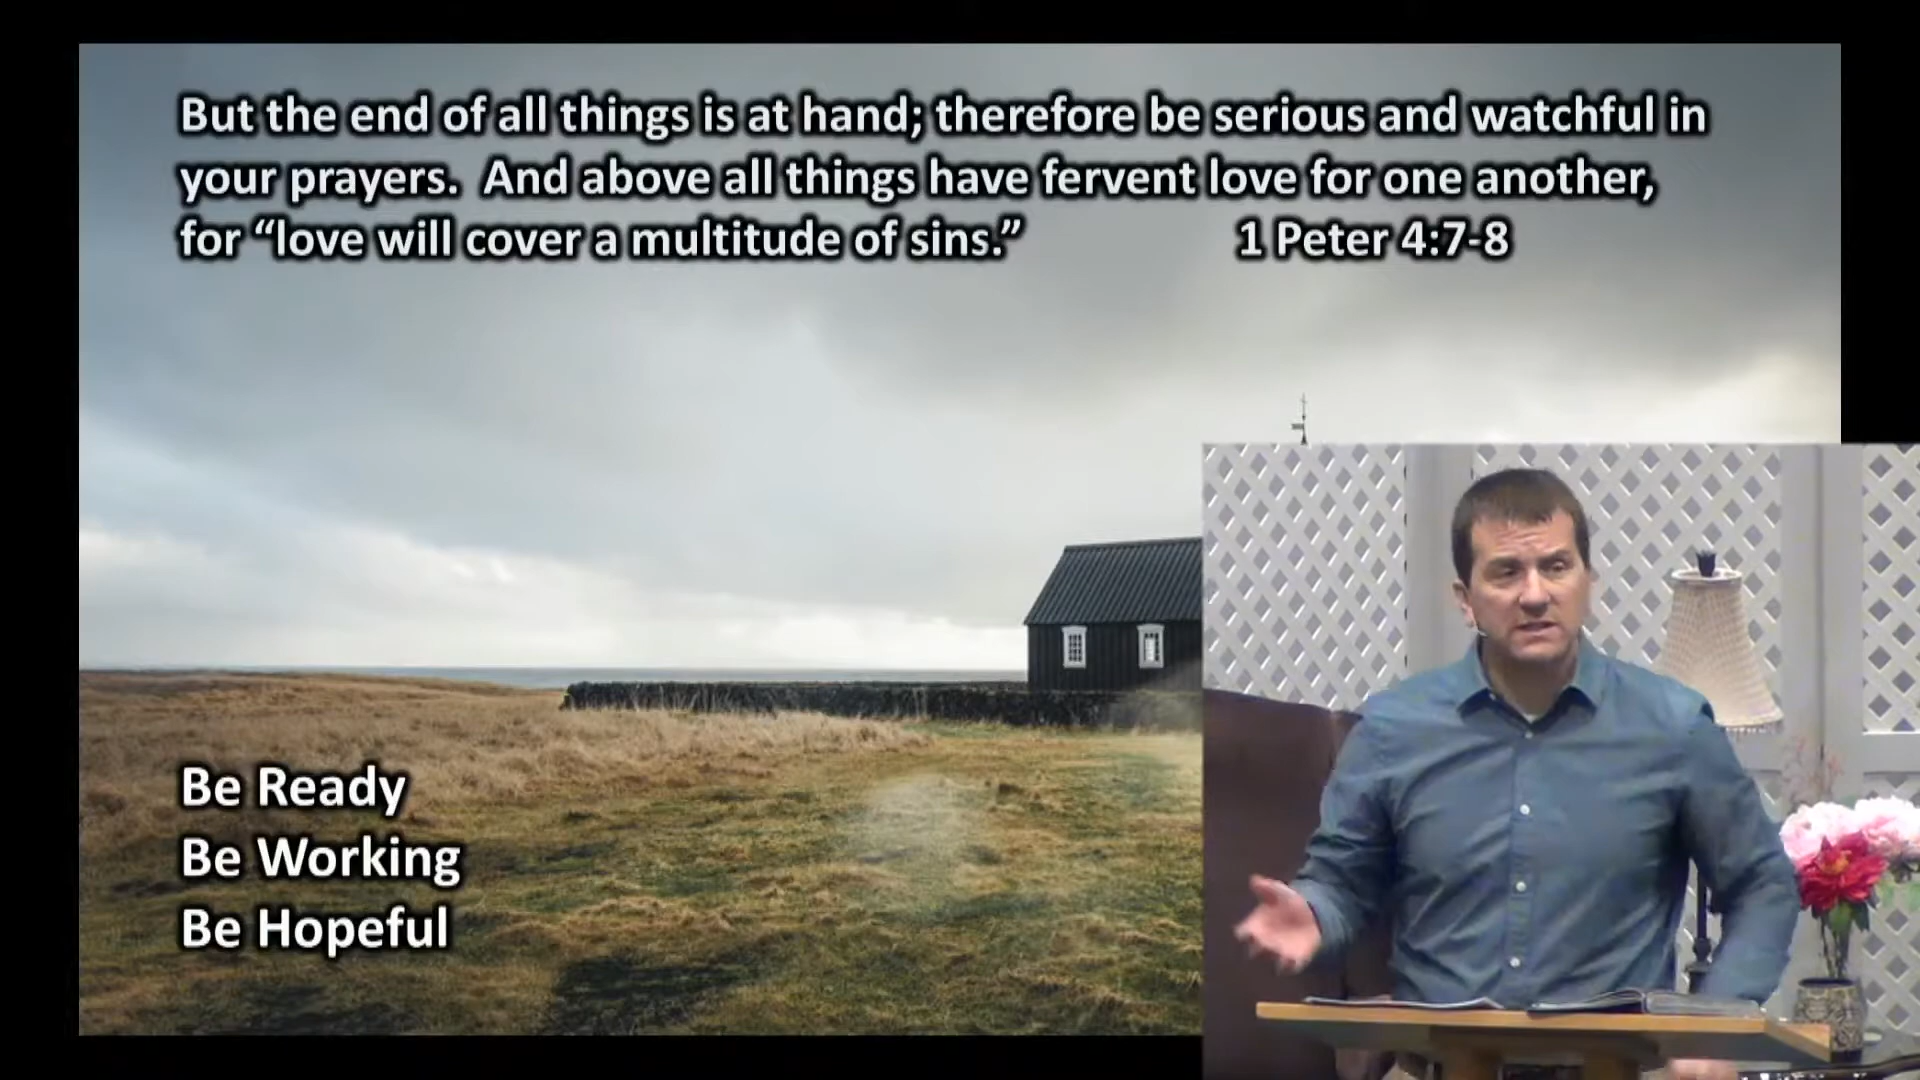 But the end of all things is at hand; therefore be serious and watchful in
your prayers. And above all things have fervent love for one another,
for “love will cover a multitude of sins.” 1 Peter 4:7-8
Be Ready
Be Working
Be Hopeful